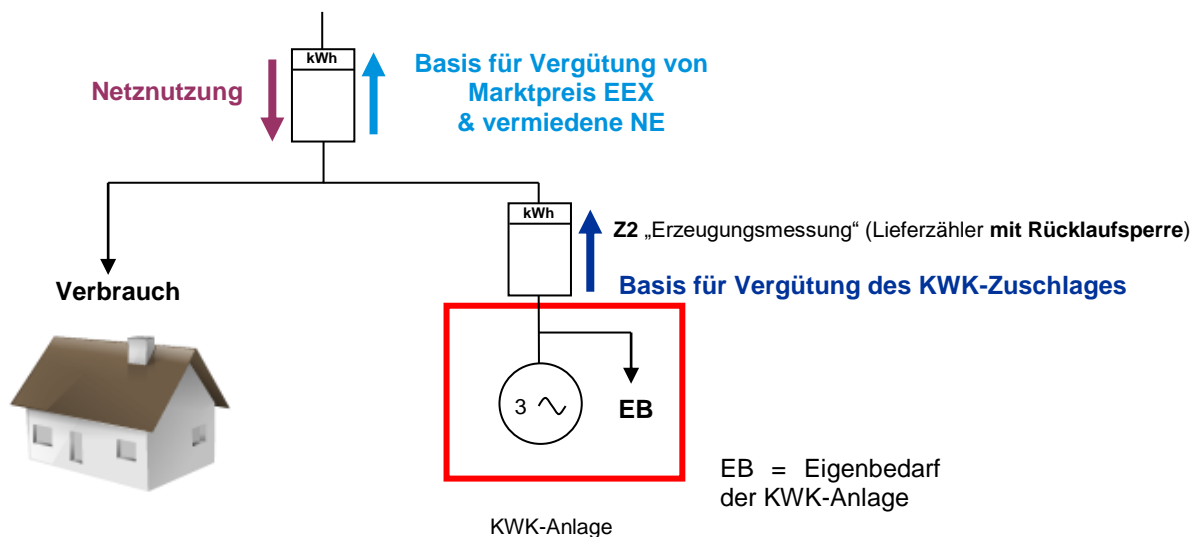 kWh
Netznutzung
Basis für Vergütung von
Marktpreis EEX
& vermiedene NE
kWh
Z2 „Erzeugungsmessung“ (Lieferzähler mit Rücklaufsperre)
Basis für Vergütung des KWK-Zuschlages
Verbrauch
3
EB
EB = Eigenbedarf
der KWK-Anlage
KWK-Anlage